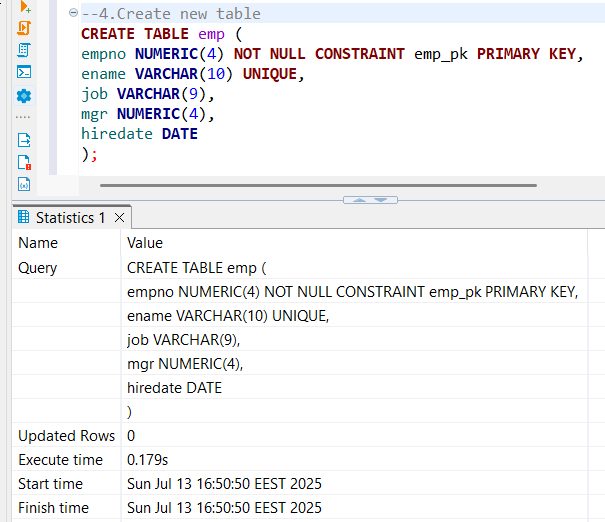 --4.Create new table
CREATE TABLE emp (
empno NUMERIC(4) NOT NULL CONSTRAINT emp_pk PRIMARY KEY,
ename VARCHAR(10) UNIQUE,
job VARCHAR(9),
mgr NUMERIC(4),
hiredate DATE
);
Statistics 1
Name Value
Query CREATE TABLE emp (
empno NUMERIC(4) NOT NULL CONSTRAINT emp_pk PRIMARY KEY,
ename VARCHAR(10) UNIQUE,
job VARCHAR(9),
mgr NUMERIC(4),
hiredate DATE
)
Updated Rows 0
Execute time 0.179s
Start time Sun Jul 13 16:50:50 EEST 2025
Finish time Sun Jul 13 16:50:50 EEST 2025